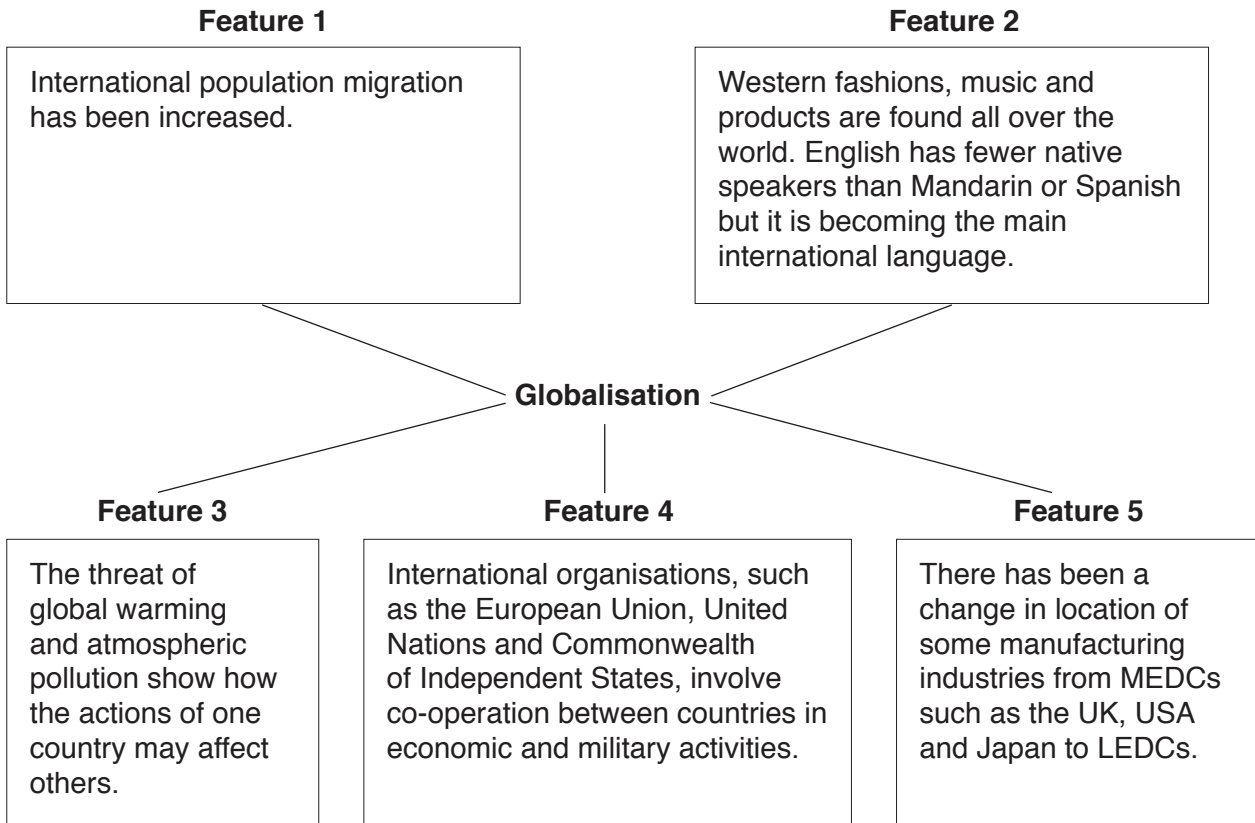 Feature 1
International population migration
has been increased.
Feature 2
Western fashions, music and
products are found all over the
world. English has fewer native
speakers than Mandarin or Spanish
but it is becoming the main
international language.
Globalisation
Feature 3
The threat of
global warming
and atmospheric
pollution show how
the actions of one
country may affect
others.
Feature 4
International organisations, such
as the European Union, United
Nations and Commonwealth
of Independent States, involve
co-operation between countries in
economic and military activities.
Feature 5
There has been a
change in location of
some manufacturing
industries from MEDCs
such as the UK, USA
and Japan to LEDCs.